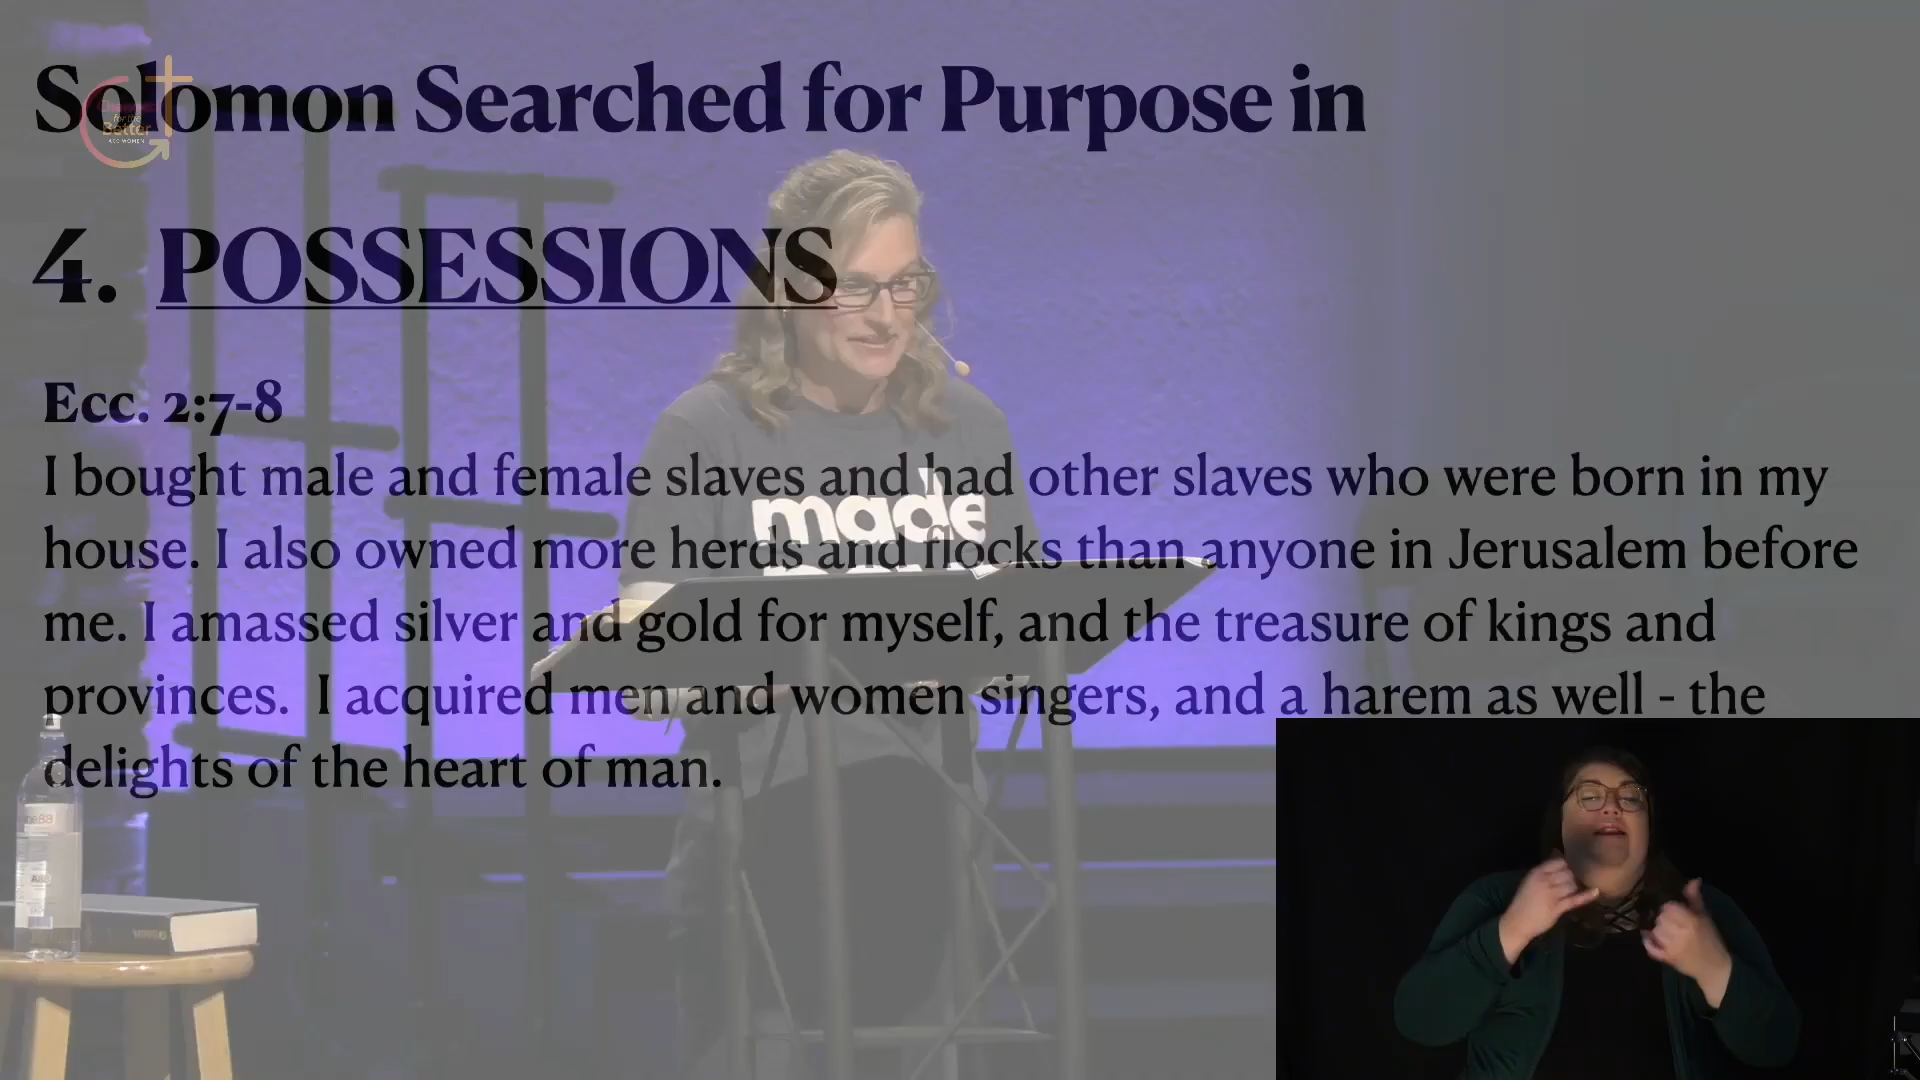 Solomon Searched for Purpose in
for the
Better
4. POSSESSIONS
Ecc. 2:7-8
I bought male and female slaves and had other slaves who were born in my
house. I also owned more herds and flocks than anyone in Jerusalem before
me. I amassed silver and gold for myself, and the treasure of kings and
provinces.  I acquired men and women singers, and a harem as well - the
delights of the heart of man.
made